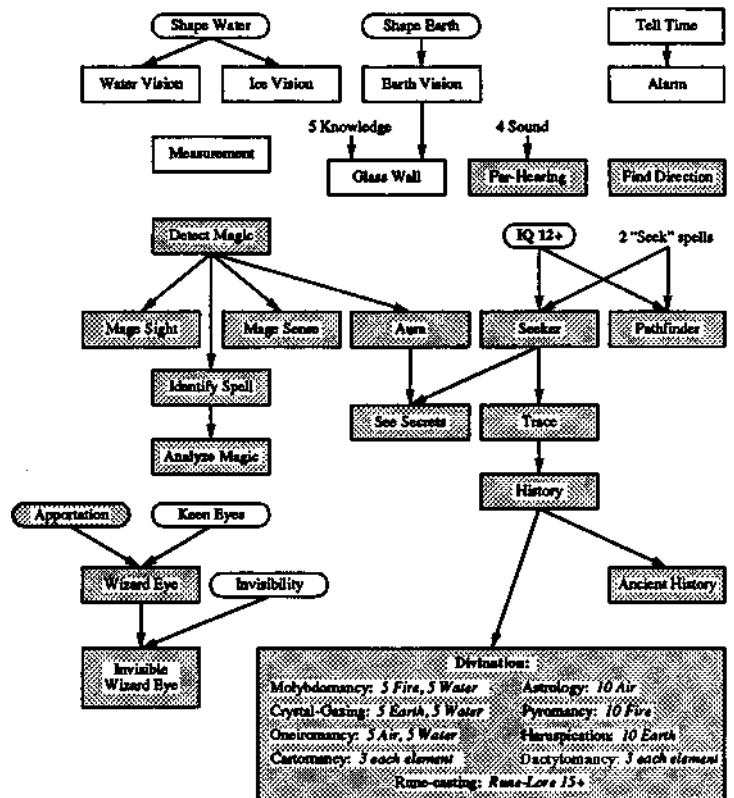 Shape Water Shape Earth Tell Time
Water Vision Ice Vision Earth Vision Alarm
5 Knowledge 4 Sound
Measurement
Glass Wall Far-Hearing Find Direction
Detect Magic IQ 12+ 2 "Seek" spells
Mage Sight Mage Sense Aura Seeker Pathfinder
Identify Spell
See Secrets Trace
Analyze Magic
History
Apportation Keen Eyes
Wizard Eye Invisibility Ancient History
Invisible
Wizard Eye
Divination:
Molybdomancy: 5 Fire, 5 Water Astrology: 10 Air
Crystal-Gazing: 5 Earth, 5 Water Pyromancy: 10 Fire
Oneiromancy: 5 Air, 5 Water Haruspication: 10 Earth
Cartomancy: 3 each element Dactylomancy: 3 each element
Rune-casting: Rune-Lore 15+